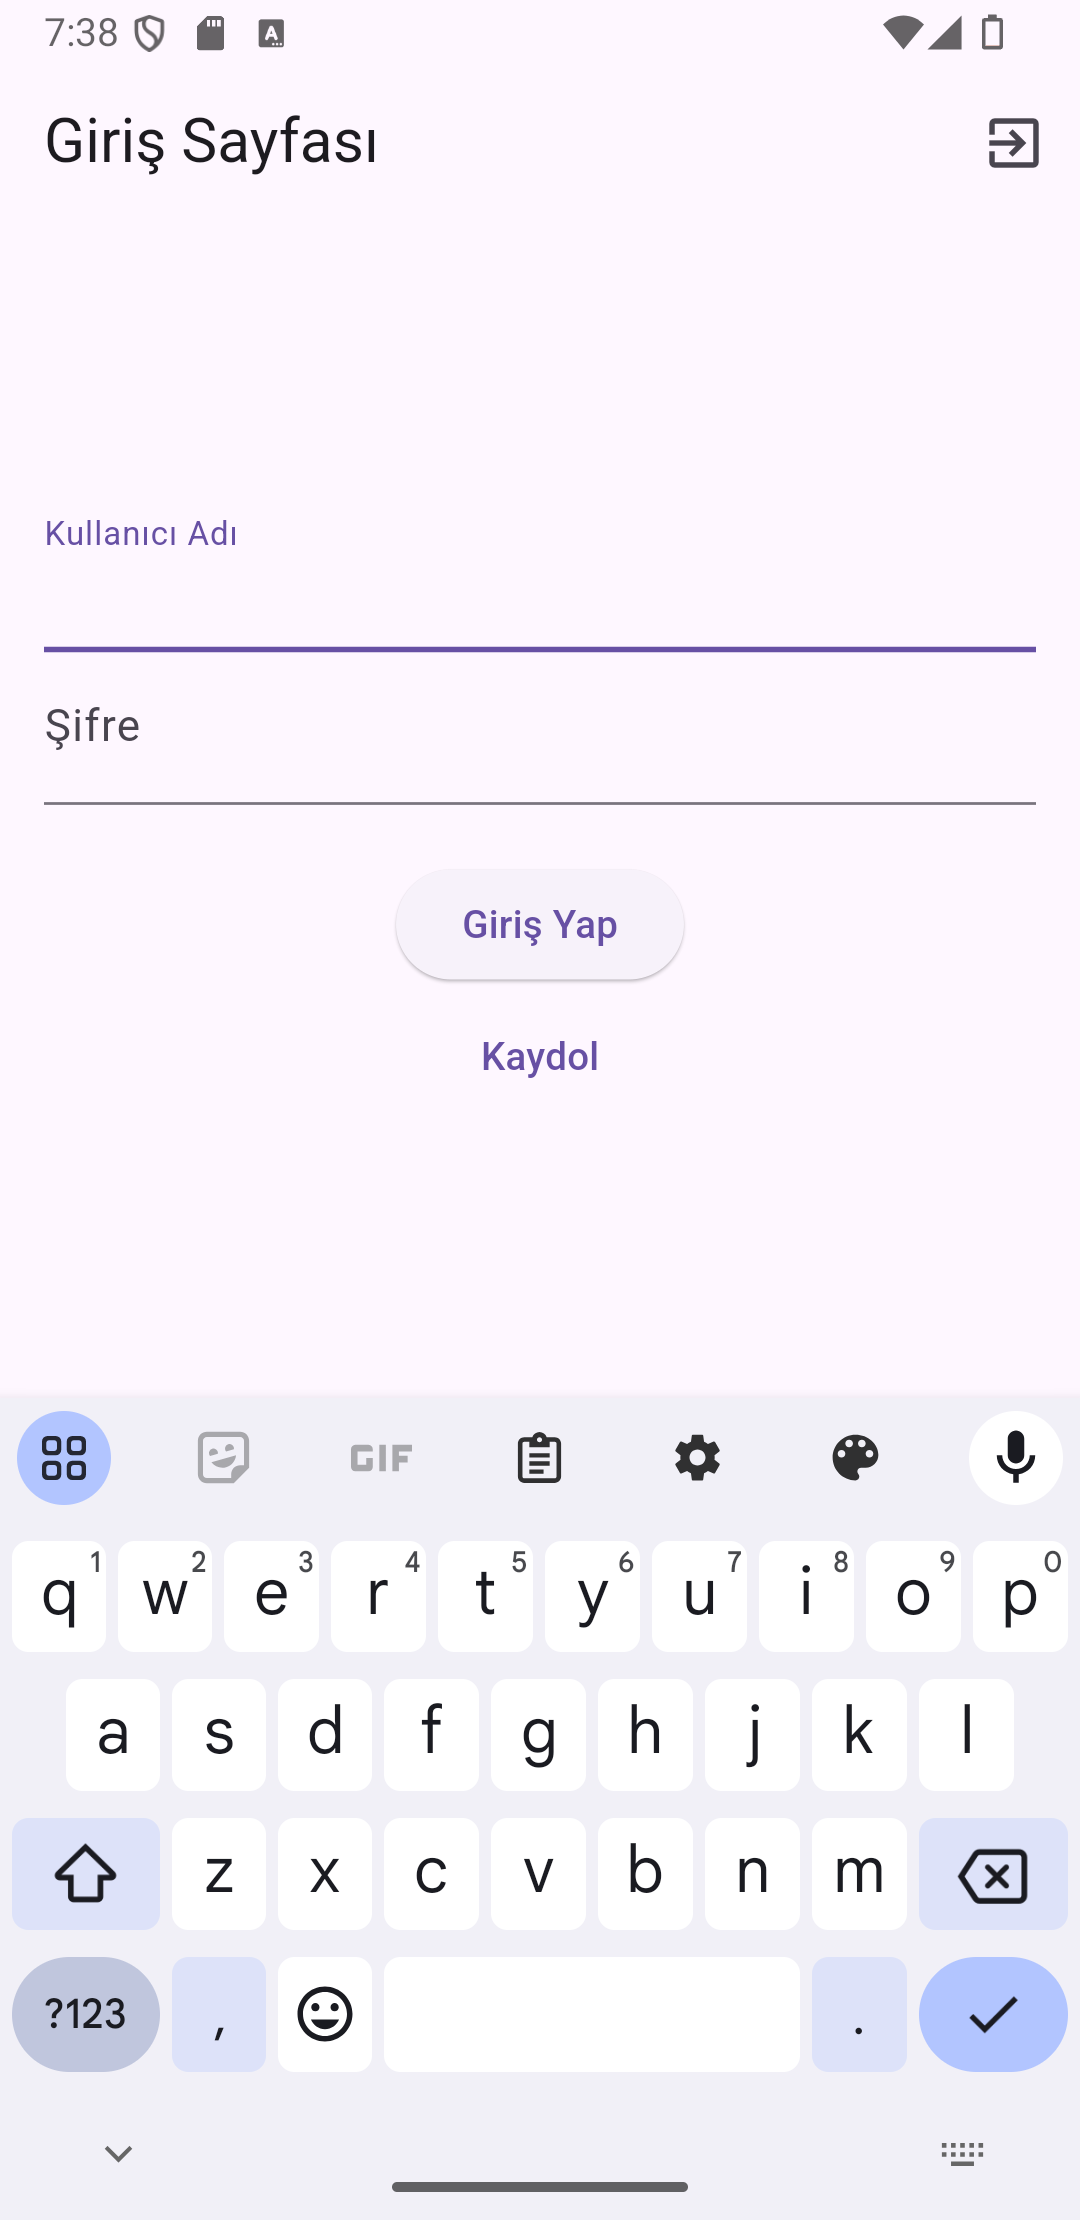 7:38
Giriş Sayfası
Kullanıcı Adı
Şifre
Giriş Yap
Kaydol
GIF
q 1 w 2 e 3 r 4 t 5 y 6 u 7 i 8 o 9 p 0
a s d f g h j k l
z x c v b n m
?123 , .